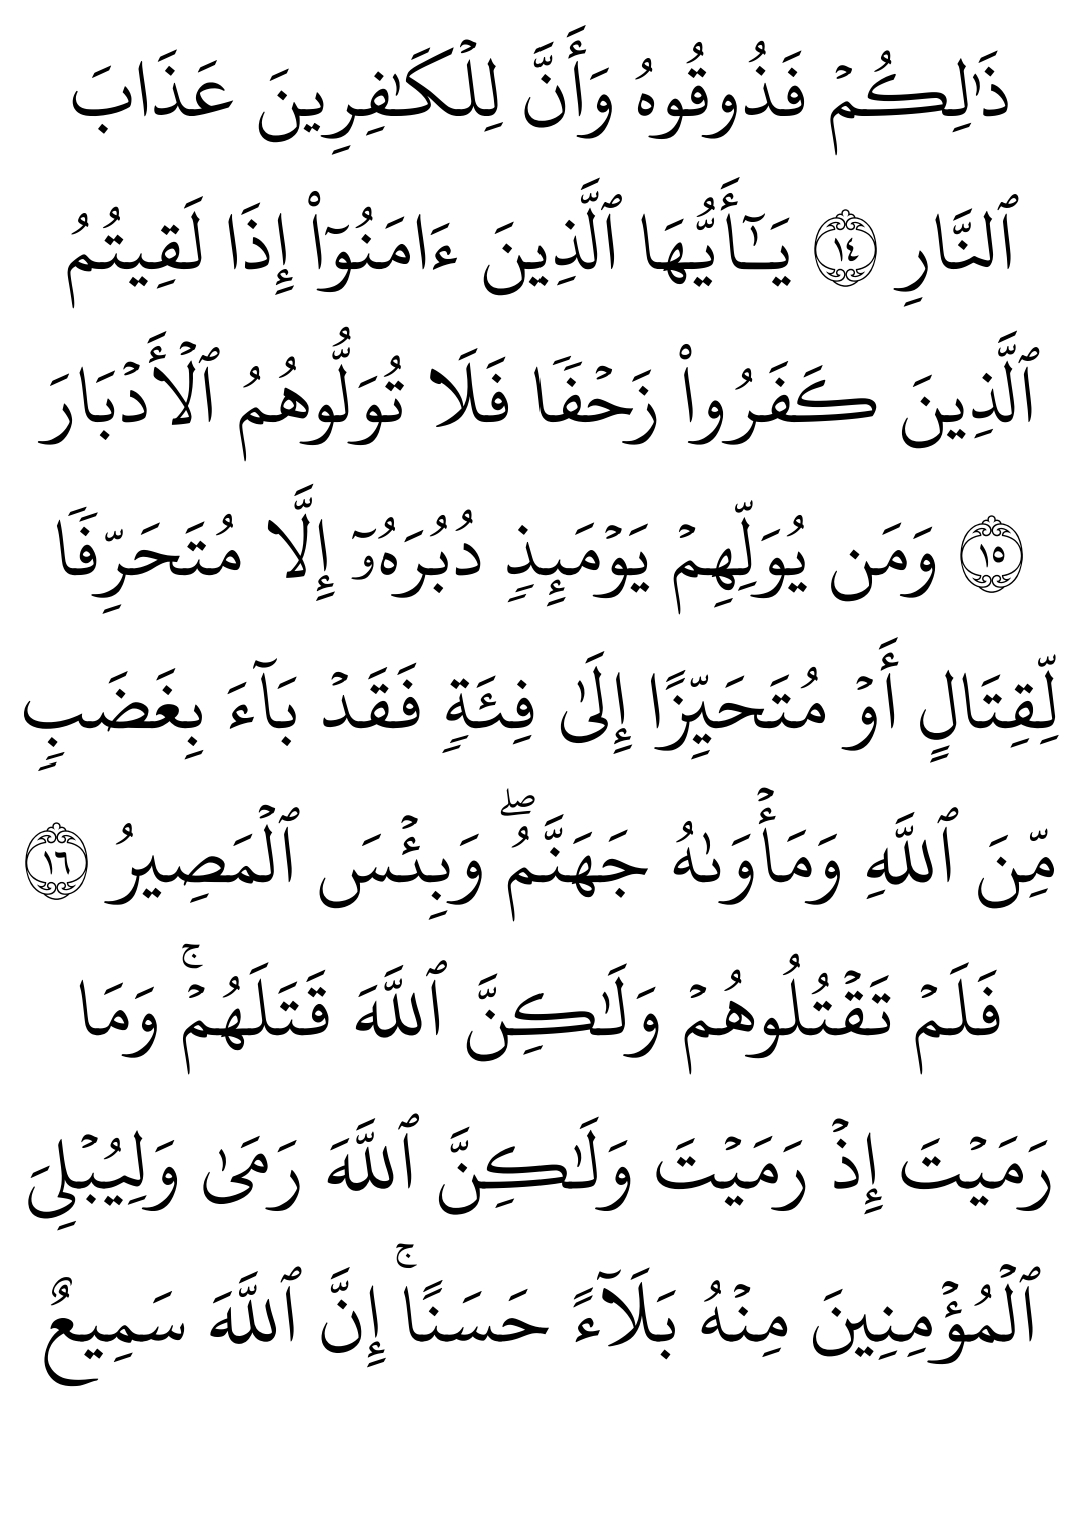 ذَٰلِكُمۡ فَذُوقُوهُ وَأَنَّ لِلۡكَٰفِرِينَ عَذَابَ
ٱلنَّارِ ١٤ يَـٰٓأَيُّهَا ٱلَّذِينَ ءَامَنُوٓاْ إِذَا لَقِيتُمُ
ٱلَّذِينَ كَفَرُواْ زَحۡفٗا فَلَا تُوَلُّوهُمُ ٱلۡأَدۡبَارَ
١٥ وَمَن يُوَلِّهِمۡ يَوۡمَئِذٖ دُبُرَهُۥٓ إِلَّا مُتَحَرِّفٗا
لِّقِتَالٍ أَوۡ مُتَحَيِّزًا إِلَىٰ فِئَةٖ فَقَدۡ بَآءَ بِغَضَبٖ
مِّنَ ٱللَّهِ وَمَأۡوَىٰهُ جَهَنَّمُۖ وَبِئۡسَ ٱلۡمَصِيرُ ١٦
فَلَمۡ تَقۡتُلُوهُمۡ وَلَٰكِنَّ ٱللَّهَ قَتَلَهُمۡۚ وَمَا
رَمَيۡتَ إِذۡ رَمَيۡتَ وَلَٰكِنَّ ٱللَّهَ رَمَىٰ وَلِيُبۡلِيَ
ٱلۡمُؤۡمِنِينَ مِنۡهُ بَلَآءً حَسَنًاۚ إِنَّ ٱللَّهَ سَمِيعٌ